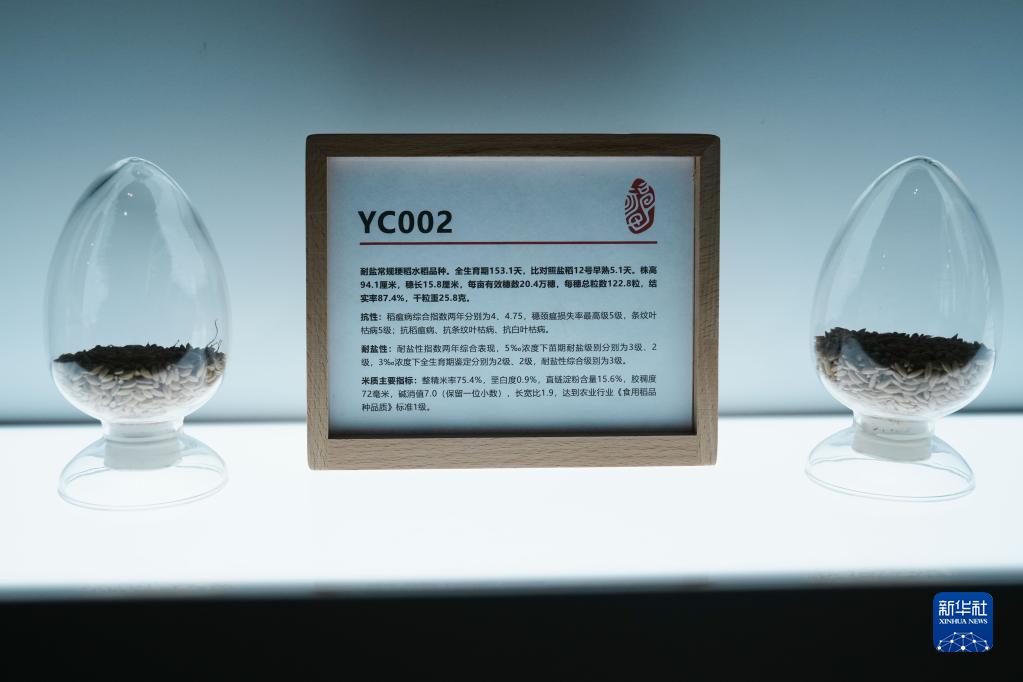 YC002
耐盐常规粳稻水稻品种。全生育期153.1天，比对照盐稻12号早熟5.1天。株高
94.1厘米，穗长15.8厘米，每亩有效穗数20.4万穗，每穗总粒数122.8粒，结
实率87.4%，千粒重25.8克。
抗性：稻瘟病综合指数两年分别为4、4.75，穗颈瘟损失率最高级5级，条纹叶
枯病5级；抗稻瘟病、抗条纹叶枯病、抗白叶枯病。
耐盐性：耐盐性指数两年综合表现，5‰浓度下苗期耐盐级别分别为3级、2
级，3‰浓度下全生育期鉴定分别为2级、2级，耐盐性综合级别为3级。
米质主要指标：整精米率75.4%，垩白度0.9%，直链淀粉含量15.6%，胶稠度
72毫米，碱消值7.0（保留一位小数），长宽比1.9，达到农业行业《食用稻品
种品质》标准1级。
新华社
XINHUA NEWS